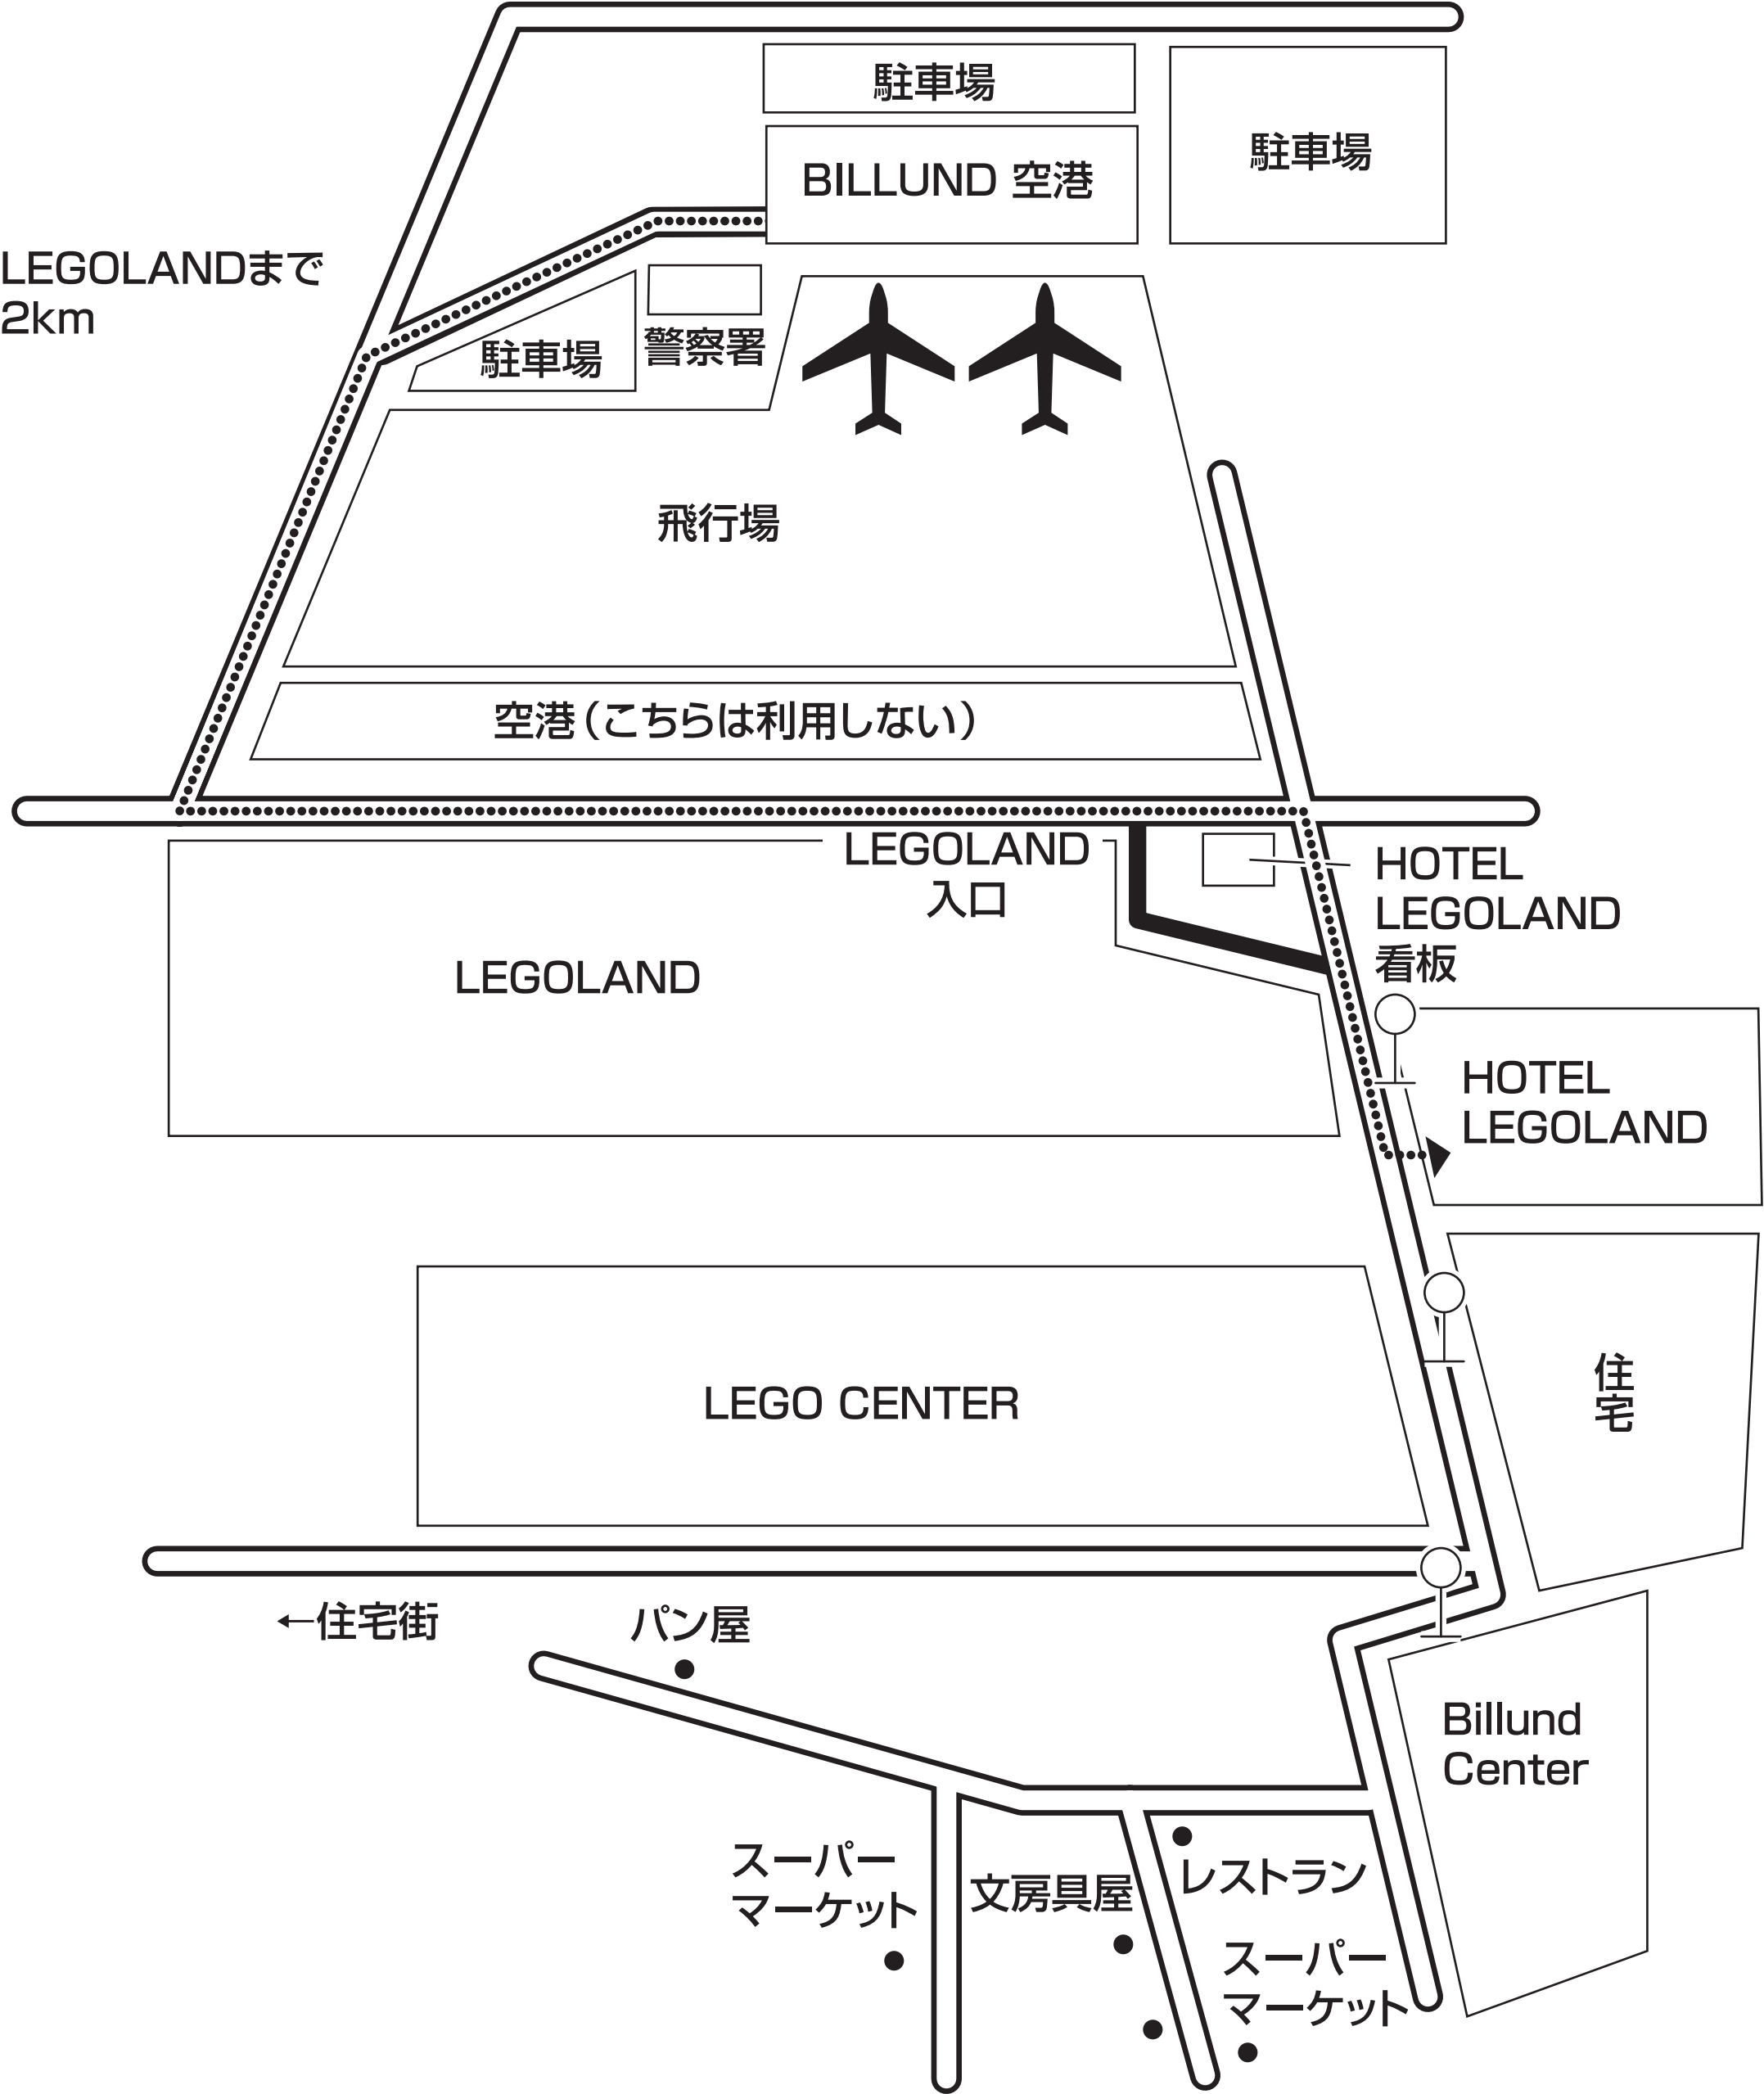 駐車場
駐車場
BILLUND 空港
LEGOLANDまで
2km
駐車場
警察署
飛行場
空港（こちらは利用しない）
LEGOLAND
入口
HOTEL
LEGOLAND
看板
LEGOLAND
HOTEL
LEGOLAND
LEGO CENTER
住宅
←住宅街
パン屋
Billund
Center
スーパー
マーケット
文房具屋
レストラン
スーパー
マーケット